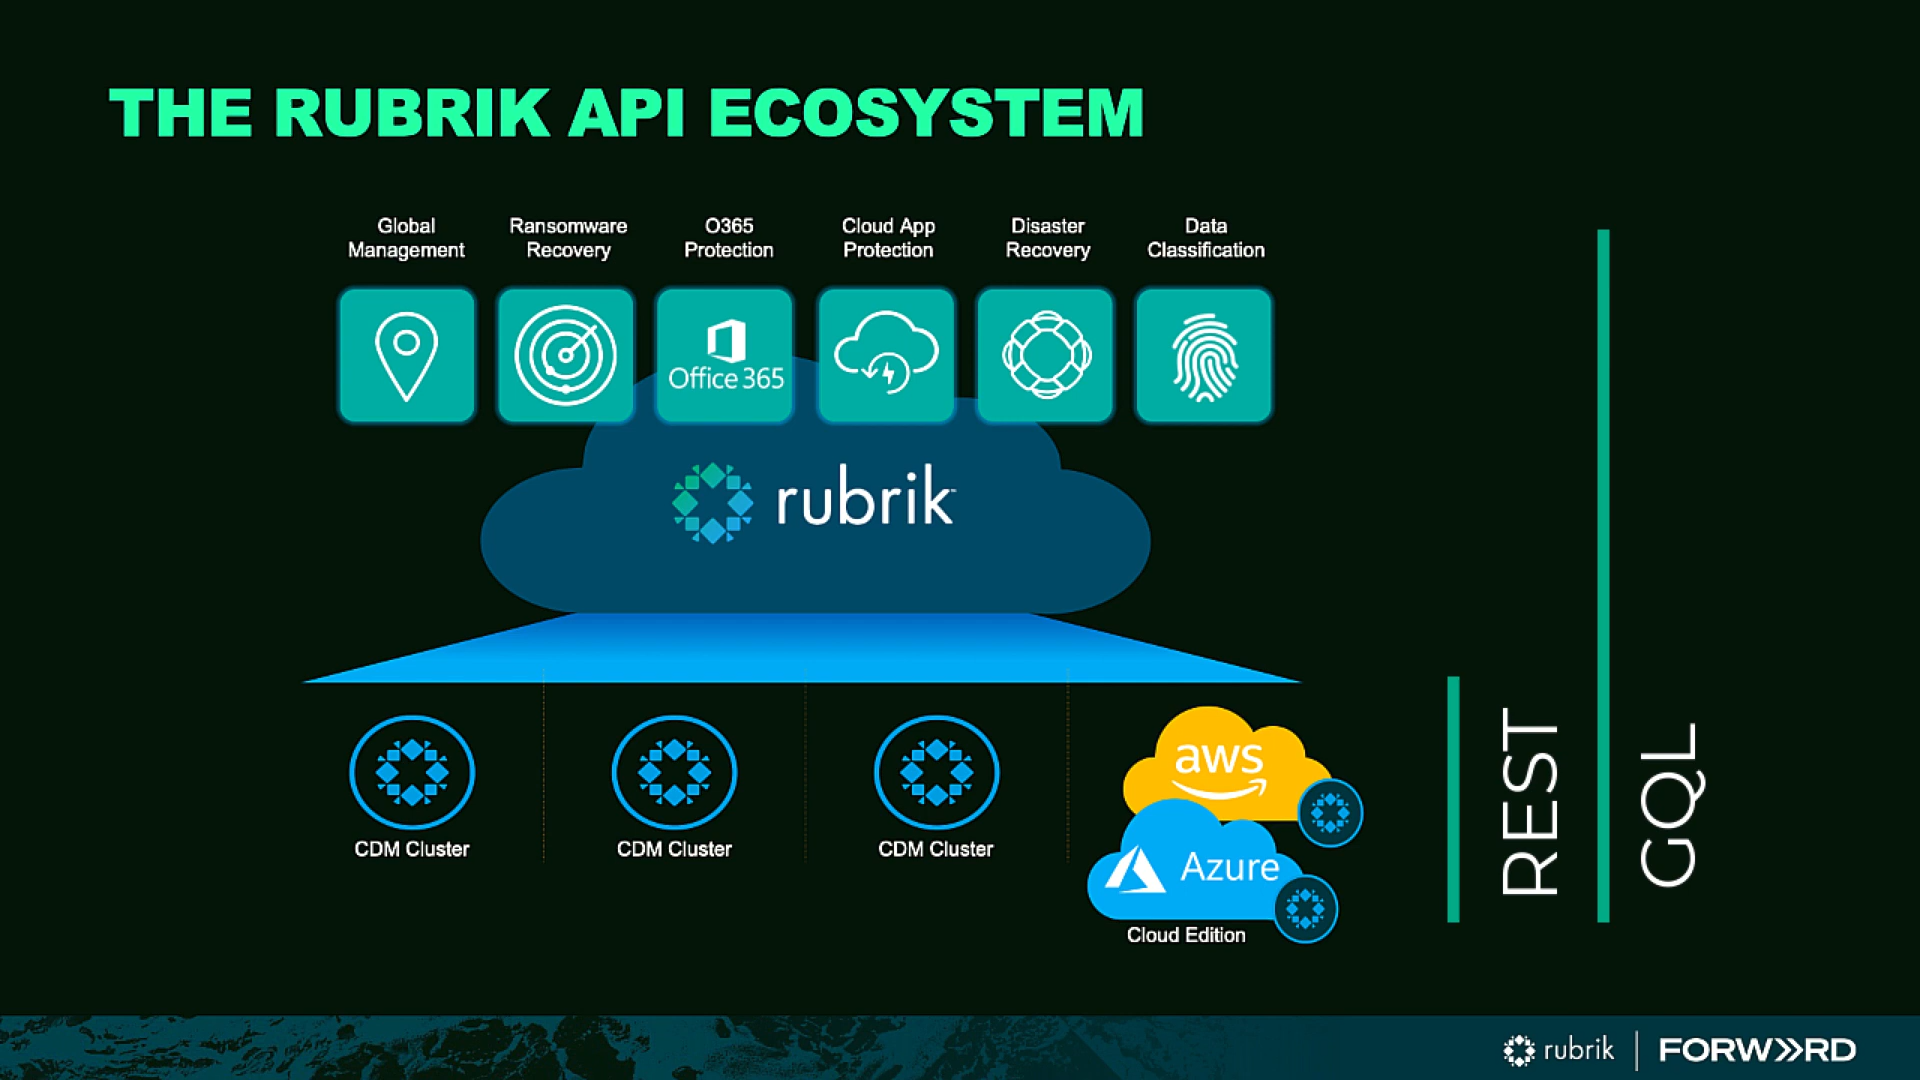 THE RUBRIK API ECOSYSTEM
Global
Management
Ransomware
Recovery
O365
Protection
Cloud App
Protection
Disaster
Recovery
Data
Classification
Office 365
rubrik
CDM Cluster
CDM Cluster
CDM Cluster
aws
Azure
Cloud Edition
REST
GQL
rubrik
FORW>>RD